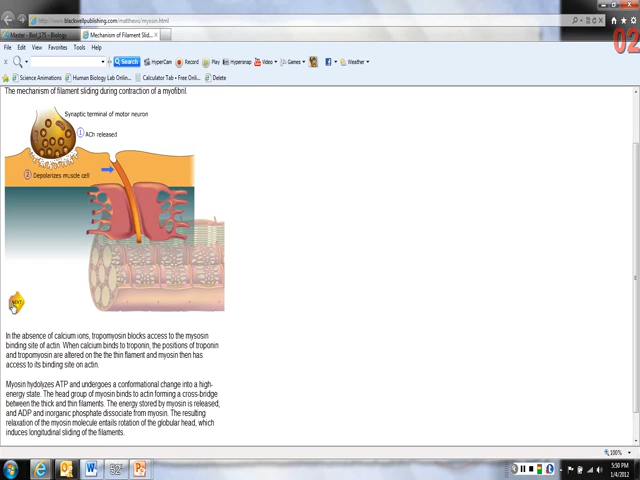 http://www.blackwellpublishing.com/matthews/myosin.html
Master - Biol_175 - Biology
Mechanism of Filament Slid...
02
File Edit View Favorites Tools Help
Search HyperCam Record Play Hypersnap Video Games Weather
Science Animations Human Biology Lab Onlin... Calculator Tab • Free Onl... Delete
The mechanism of filament sliding during contraction of a myofibril.
Synaptic terminal of motor neuron
1 ACh released
2 Depolarizes muscle cell
NEXT
In the absence of calcium ions, tropomyosin blocks access to the mysosin
binding site of actin. When calcium binds to troponin, the positions of troponin
and tropomyosin are altered on the the thin filament and myosin then has
access to its binding site on actin.
Myosin hydolyzes ATP and undergoes a conformational change into a high-
energy state. The head group of myosin binds to actin forming a cross-bridge
between the thick and thin filaments. The energy stored by myosin is released,
and ADP and inorganic phosphate dissociate from myosin. The resulting
relaxation of the myosin molecule entails rotation of the globular head, which
induces longitudinal sliding of the filaments.
100%
5:50 PM
1/4/2012